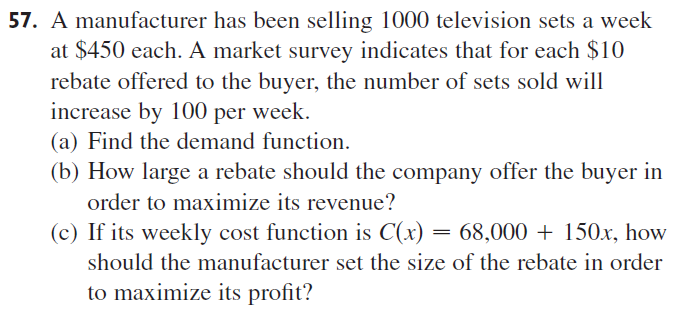 57. A manufacturer has been selling 1000 television sets a week
at $450 each. A market survey indicates that for each $10
rebate offered to the buyer, the number of sets sold will
increase by 100 per week.
(a) Find the demand function.
(b) How large a rebate should the company offer the buyer in
order to maximize its revenue?
(c) If its weekly cost function is C(x) = 68,000 + 150x, how
should the manufacturer set the size of the rebate in order
to maximize its profit?